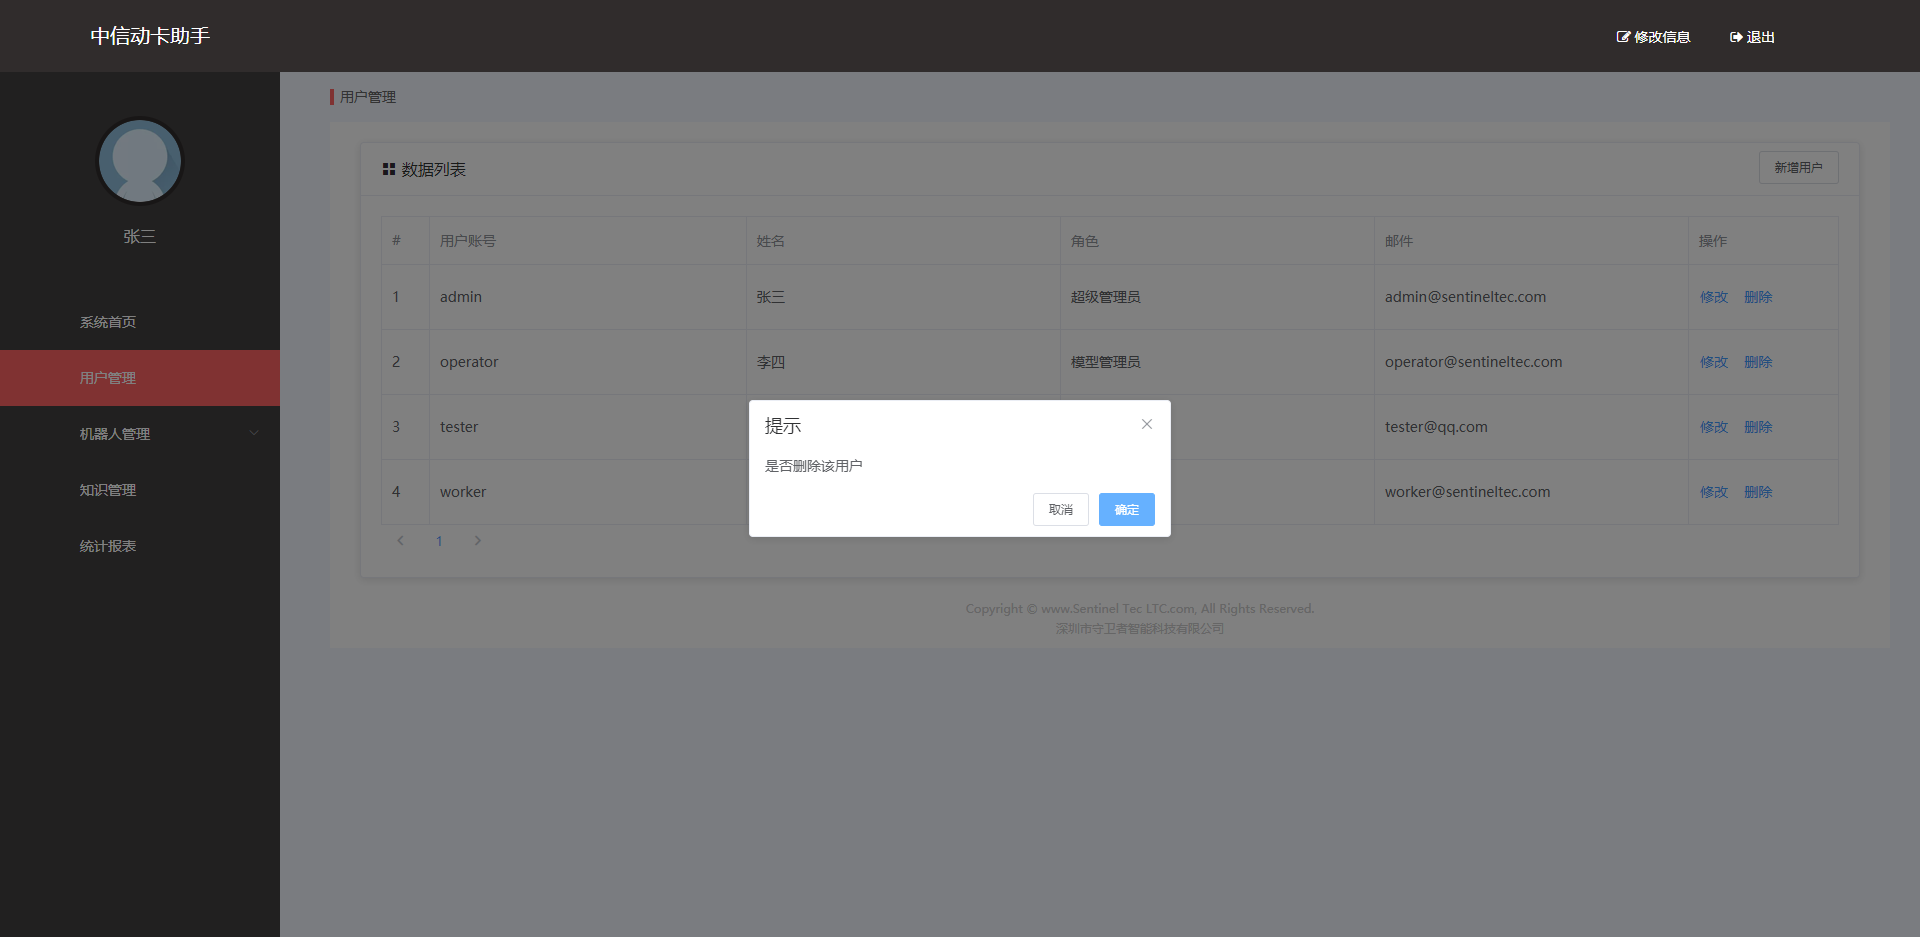 中信动卡助手
修改信息 退出
张三
系统首页
用户管理
机器人管理
知识管理
统计报表
用户管理
数据列表 新增用户
# 用户账号 姓名 角色 邮件 操作
1 admin 张三 超级管理员 admin@sentineltec.com 修改 删除
2 operator 李四 模型管理员 operator@sentineltec.com 修改 删除
3 tester tester@qq.com 修改 删除
4 worker worker@sentineltec.com 修改 删除
1
提示
是否删除该用户
取消 确定
Copyright © www.Sentinel Tec LTC.com, All Rights Reserved.
深圳市守卫者智能科技有限公司